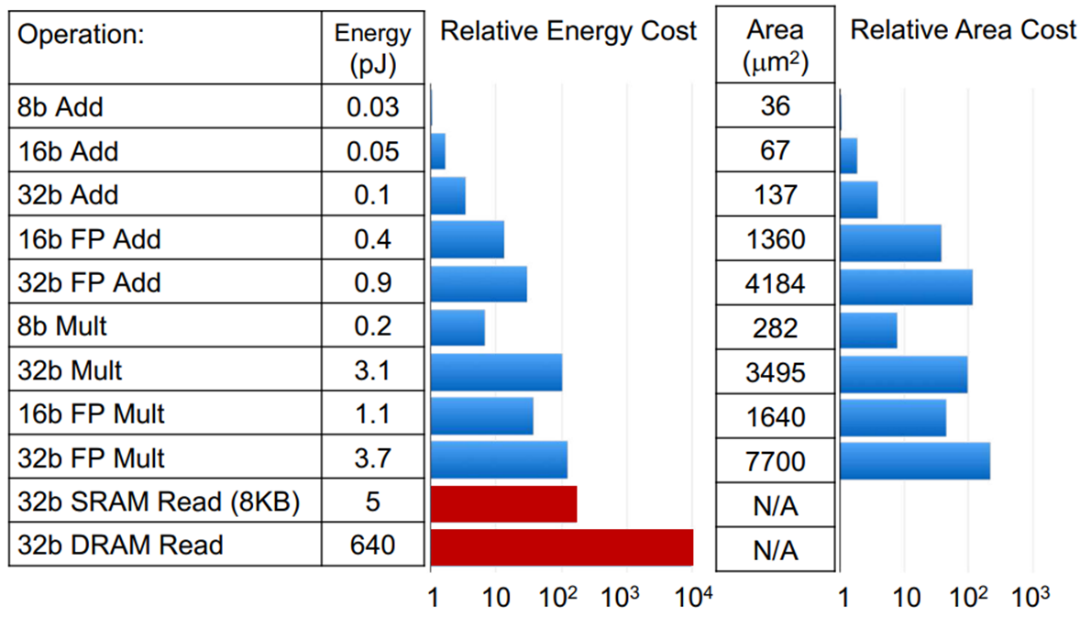 Operation: Energy (pJ) Relative Energy Cost Area (μm²) Relative Area Cost
8b Add 0.03 36
16b Add 0.05 67
32b Add 0.1 137
16b FP Add 0.4 1360
32b FP Add 0.9 4184
8b Mult 0.2 282
32b Mult 3.1 3495
16b FP Mult 1.1 1640
32b FP Mult 3.7 7700
32b SRAM Read (8KB) 5 N/A
32b DRAM Read 640 N/A
1 10 10² 10³ 10⁴ 1 10 10² 10³